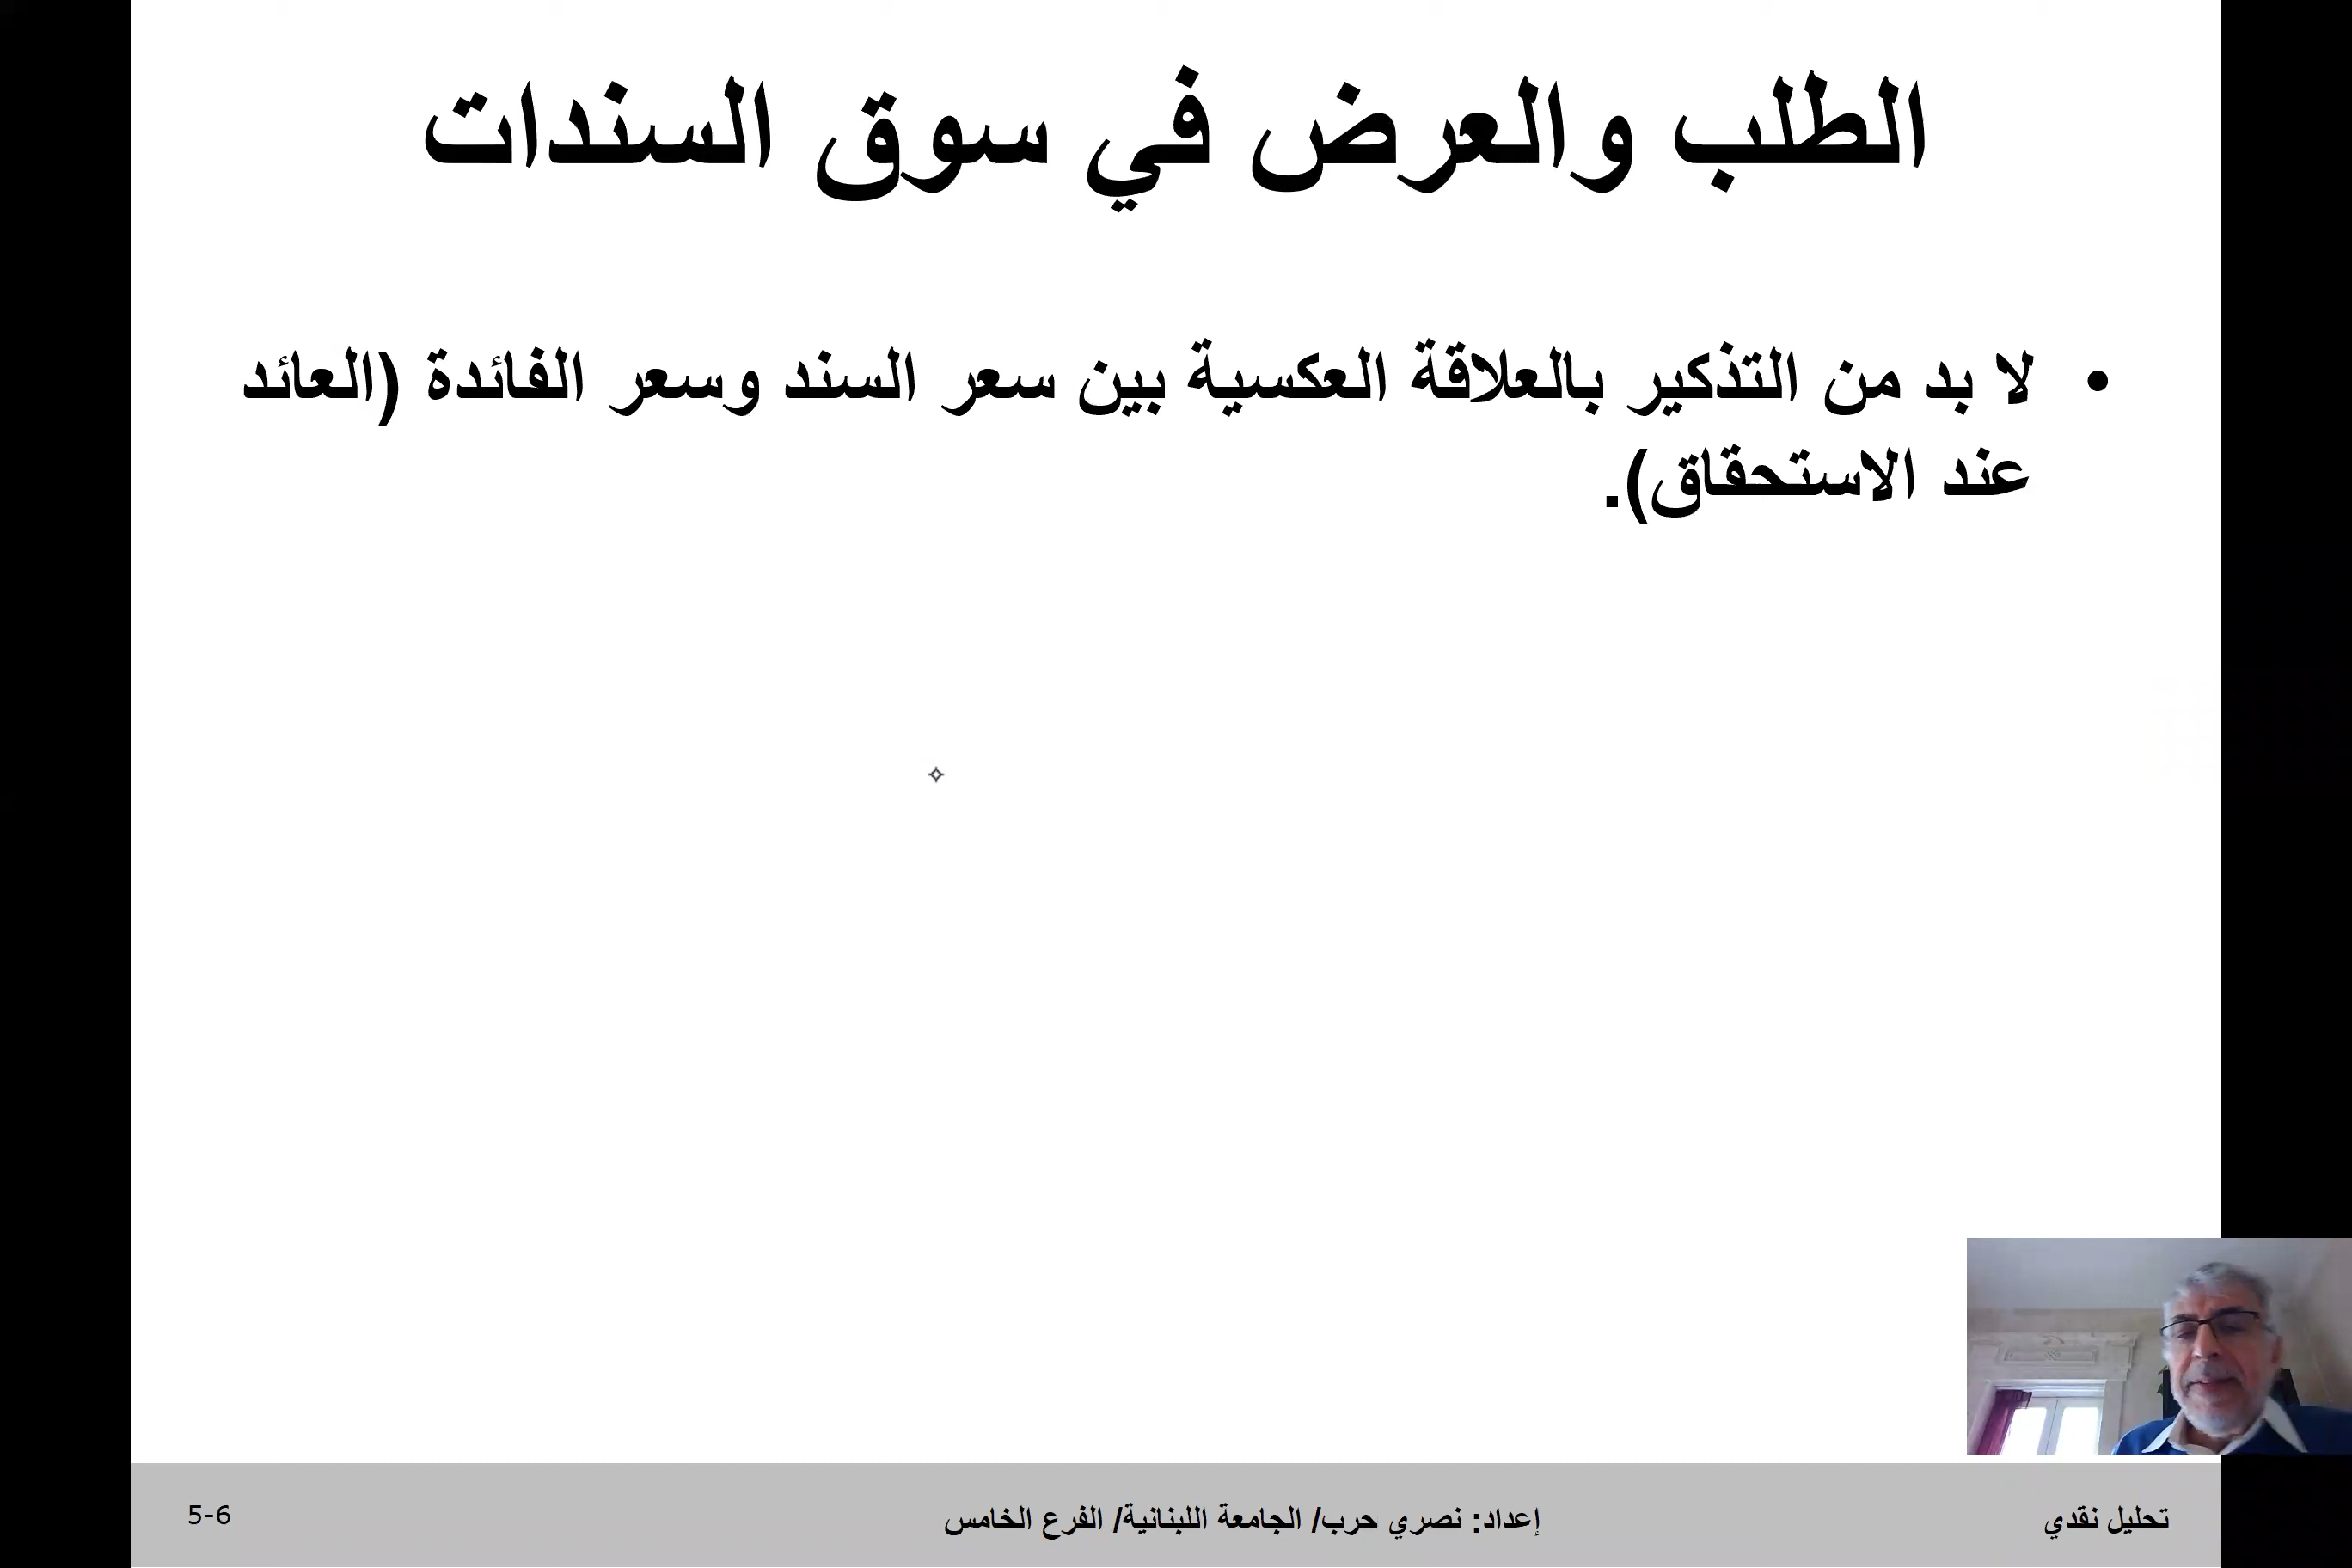 الطلب والعرض في سوق السندات
• لا بد من التذكير بالعلاقة العكسية بين سعر السند وسعر الفائدة (العائد
عند الاستحقاق).
تحليل نقدي
إعداد: نصري حرب/ الجامعة اللبنانية/ الفرع الخامس
5-6